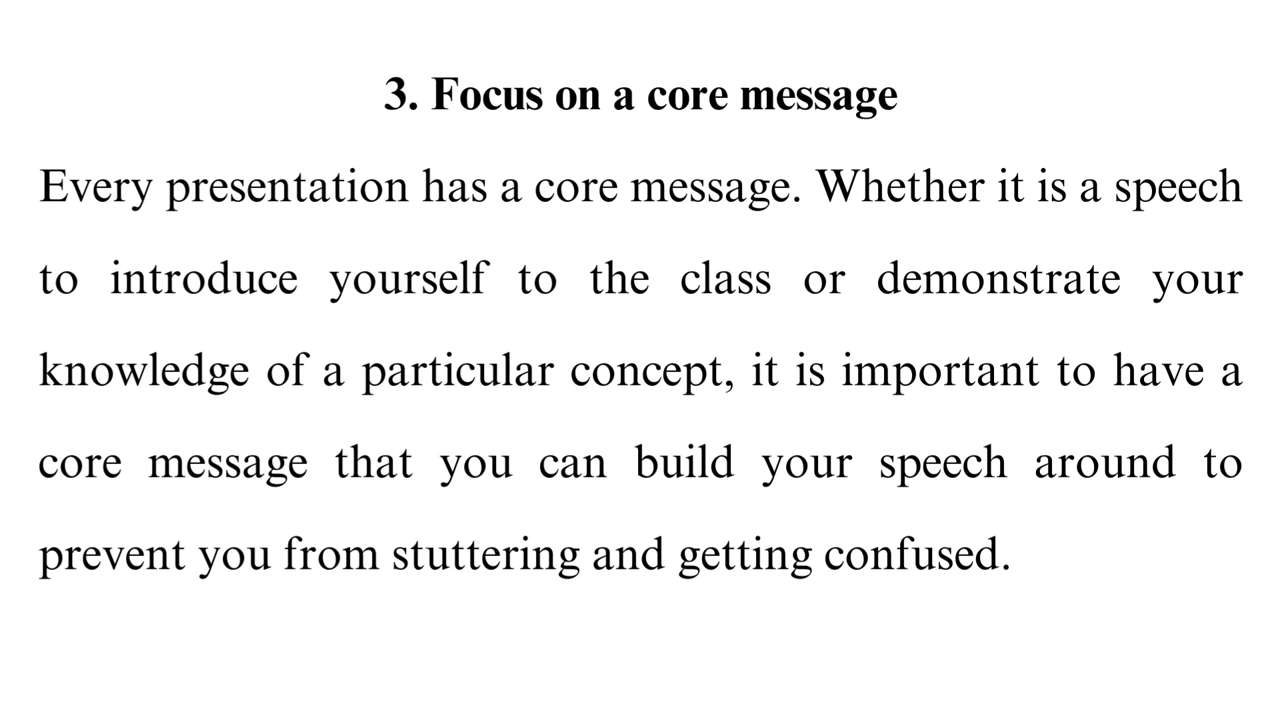 3. Focus on a core message
Every presentation has a core message. Whether it is a speech
to introduce yourself to the class or demonstrate your
knowledge of a particular concept, it is important to have a
core message that you can build your speech around to
prevent you from stuttering and getting confused.